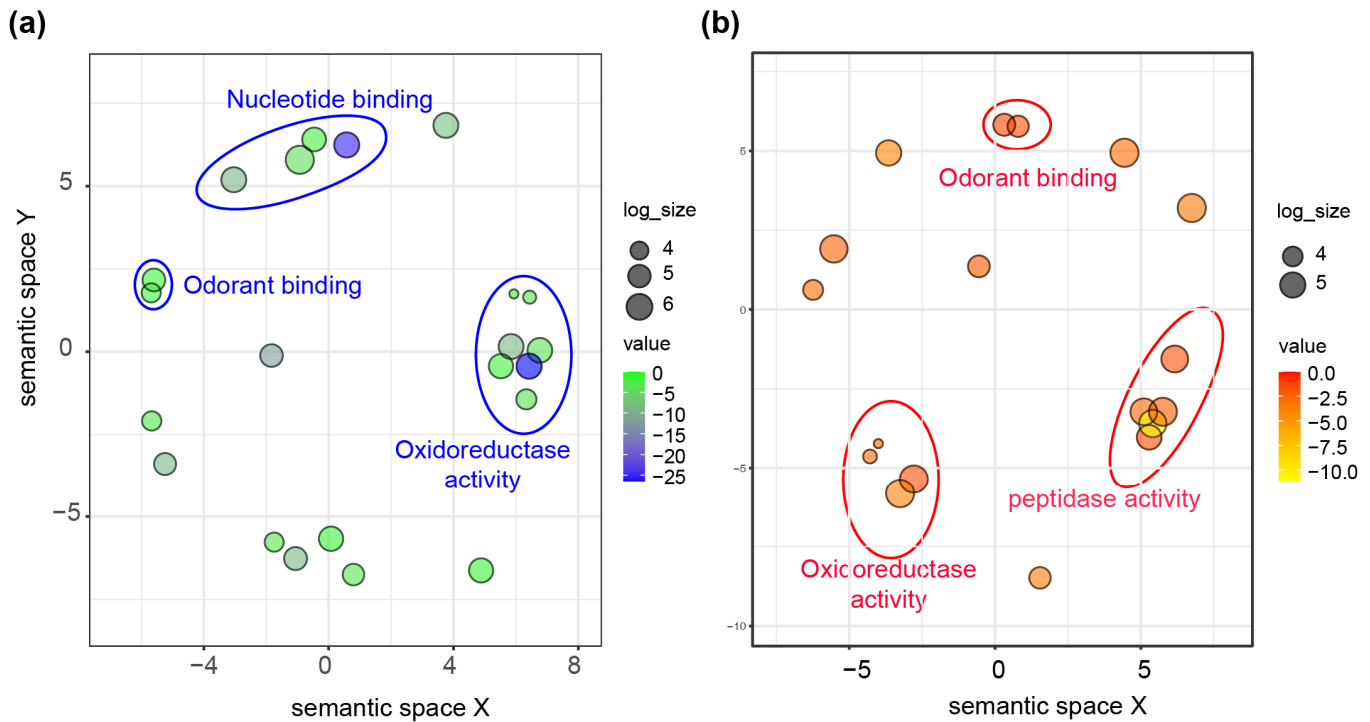 (a)
Nucleotide binding
Odorant binding
Oxidoreductase
activity
semantic space Y
5
0
−5
−4
0
4
8
semantic space X
log_size
4
5
6
value
0
−5
−10
−15
−20
−25
(b)
Odorant binding
peptidase activity
Oxidoreductase
activity
5
0
−5
−10
−5
0
5
semantic space X
log_size
4
5
value
0.0
−2.5
−5.0
−7.5
−10.0